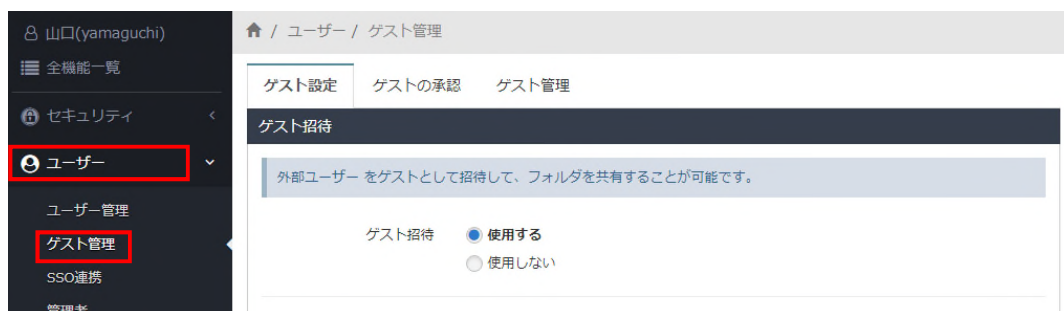 山口(yamaguchi)
全機能一覧
セキュリティ
ユーザー
ユーザー管理
ゲスト管理
SSO連携
管理者
/ ユーザー / ゲスト管理
ゲスト設定 ゲストの承認 ゲスト管理
ゲスト招待
外部ユーザー をゲストとして招待して、フォルダを共有することが可能です。
ゲスト招待 使用する
使用しない